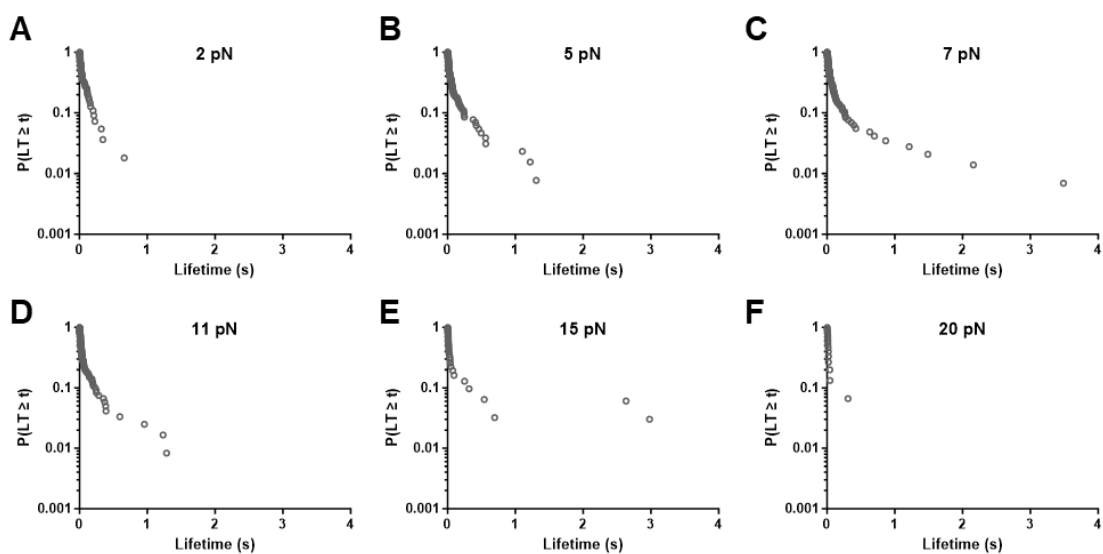 A
2 pN
P(LT ≥ t)
1
0.1
0.01
0.001
0 1 2 3 4
Lifetime (s)
B
5 pN
P(LT ≥ t)
1
0.1
0.01
0.001
0 1 2 3 4
Lifetime (s)
C
7 pN
P(LT ≥ t)
1
0.1
0.01
0.001
0 1 2 3 4
Lifetime (s)
D
11 pN
P(LT ≥ t)
1
0.1
0.01
0.001
0 1 2 3 4
Lifetime (s)
E
15 pN
P(LT ≥ t)
1
0.1
0.01
0.001
0 1 2 3 4
Lifetime (s)
F
20 pN
P(LT ≥ t)
1
0.1
0.01
0.001
0 1 2 3 4
Lifetime (s)